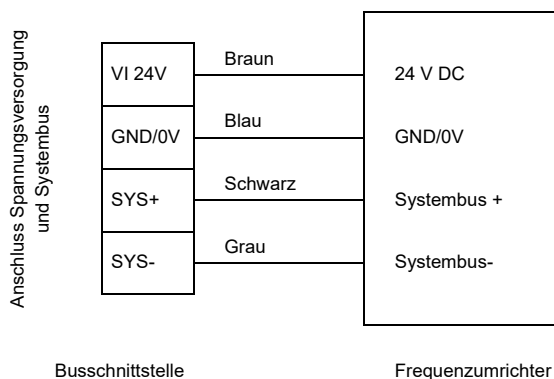 Anschluss Spannungsversorgung
und Systembus
VI 24V
Braun
24 V DC
GND/0V
Blau
GND/0V
SYS+
Schwarz
Systembus +
SYS-
Grau
Systembus-
Busschnittstelle
Frequenzumrichter